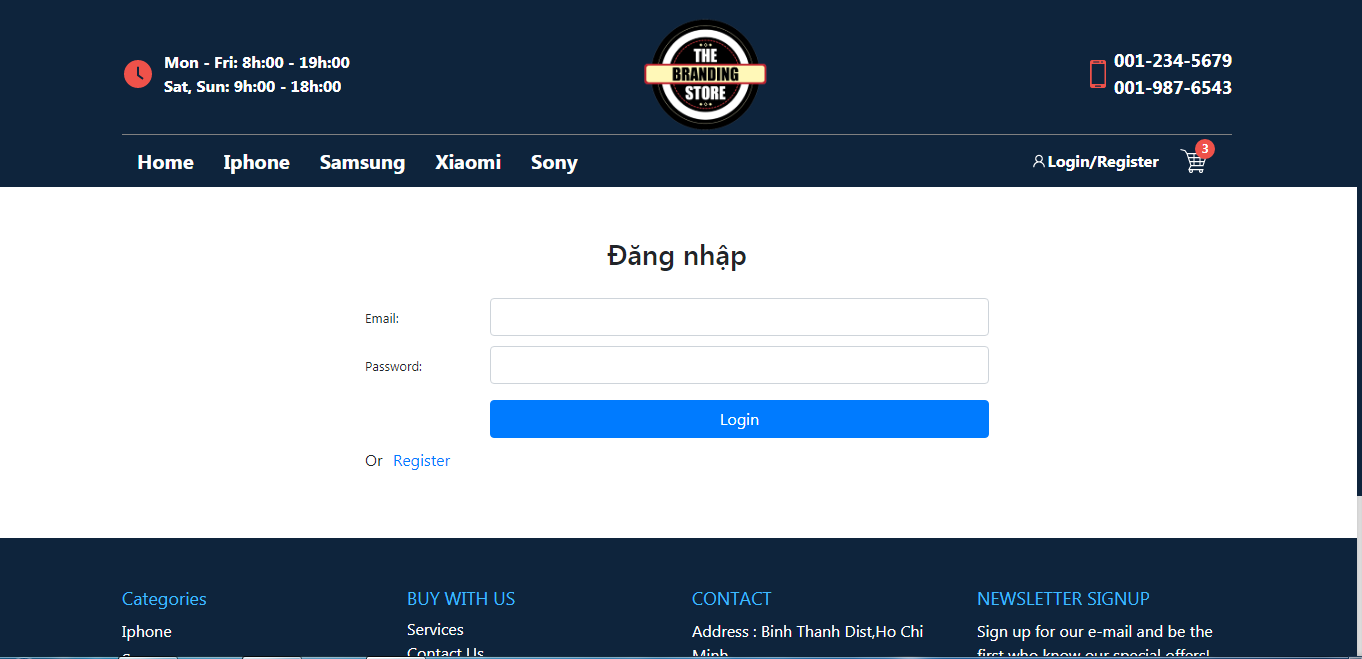 Mon - Fri: 8h:00 - 19h:00
Sat, Sun: 9h:00 - 18h:00
THE
BRANDING
STORE
001-234-5679
001-987-6543
Home Iphone Samsung Xiaomi Sony
Login/Register 3
Đăng nhập
Email:
Password:
Login
Or Register
Categories
Iphone
BUY WITH US
Services
Contact Us
CONTACT
Address : Binh Thanh Dist,Ho Chi
Minh
NEWSLETTER SIGNUP
Sign up for our e-mail and be the
first who know our special offers!